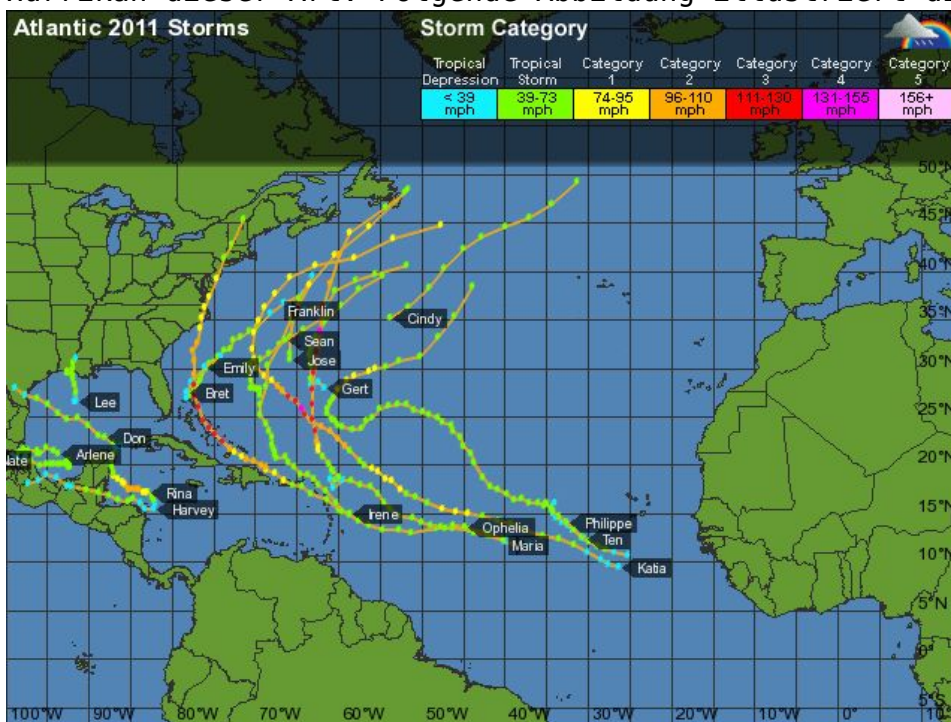 Atlantic 2011 Storms
Storm Category
Tropical Depression
Tropical Storm
Category 1
Category 2
Category 3
Category 4
Category 5
< 39 mph
39-73 mph
74-95 mph
96-110 mph
111-130 mph
131-155 mph
156+ mph
50°N
45°N
40°N
Franklin
Cindy
35°N
Sean
Jose
Emily
30°N
Bret
Gert
Lee
25°N
Don
Arlene
20°N
Rina
Harvey
15°N
Irene
Ophelia
Philippe
Maria
Ten
10°N
Katia
5°N
0°
5°S
100°W 90°W 80°W 70°W 60°W 50°W 40°W 30°W 20°W 10°W